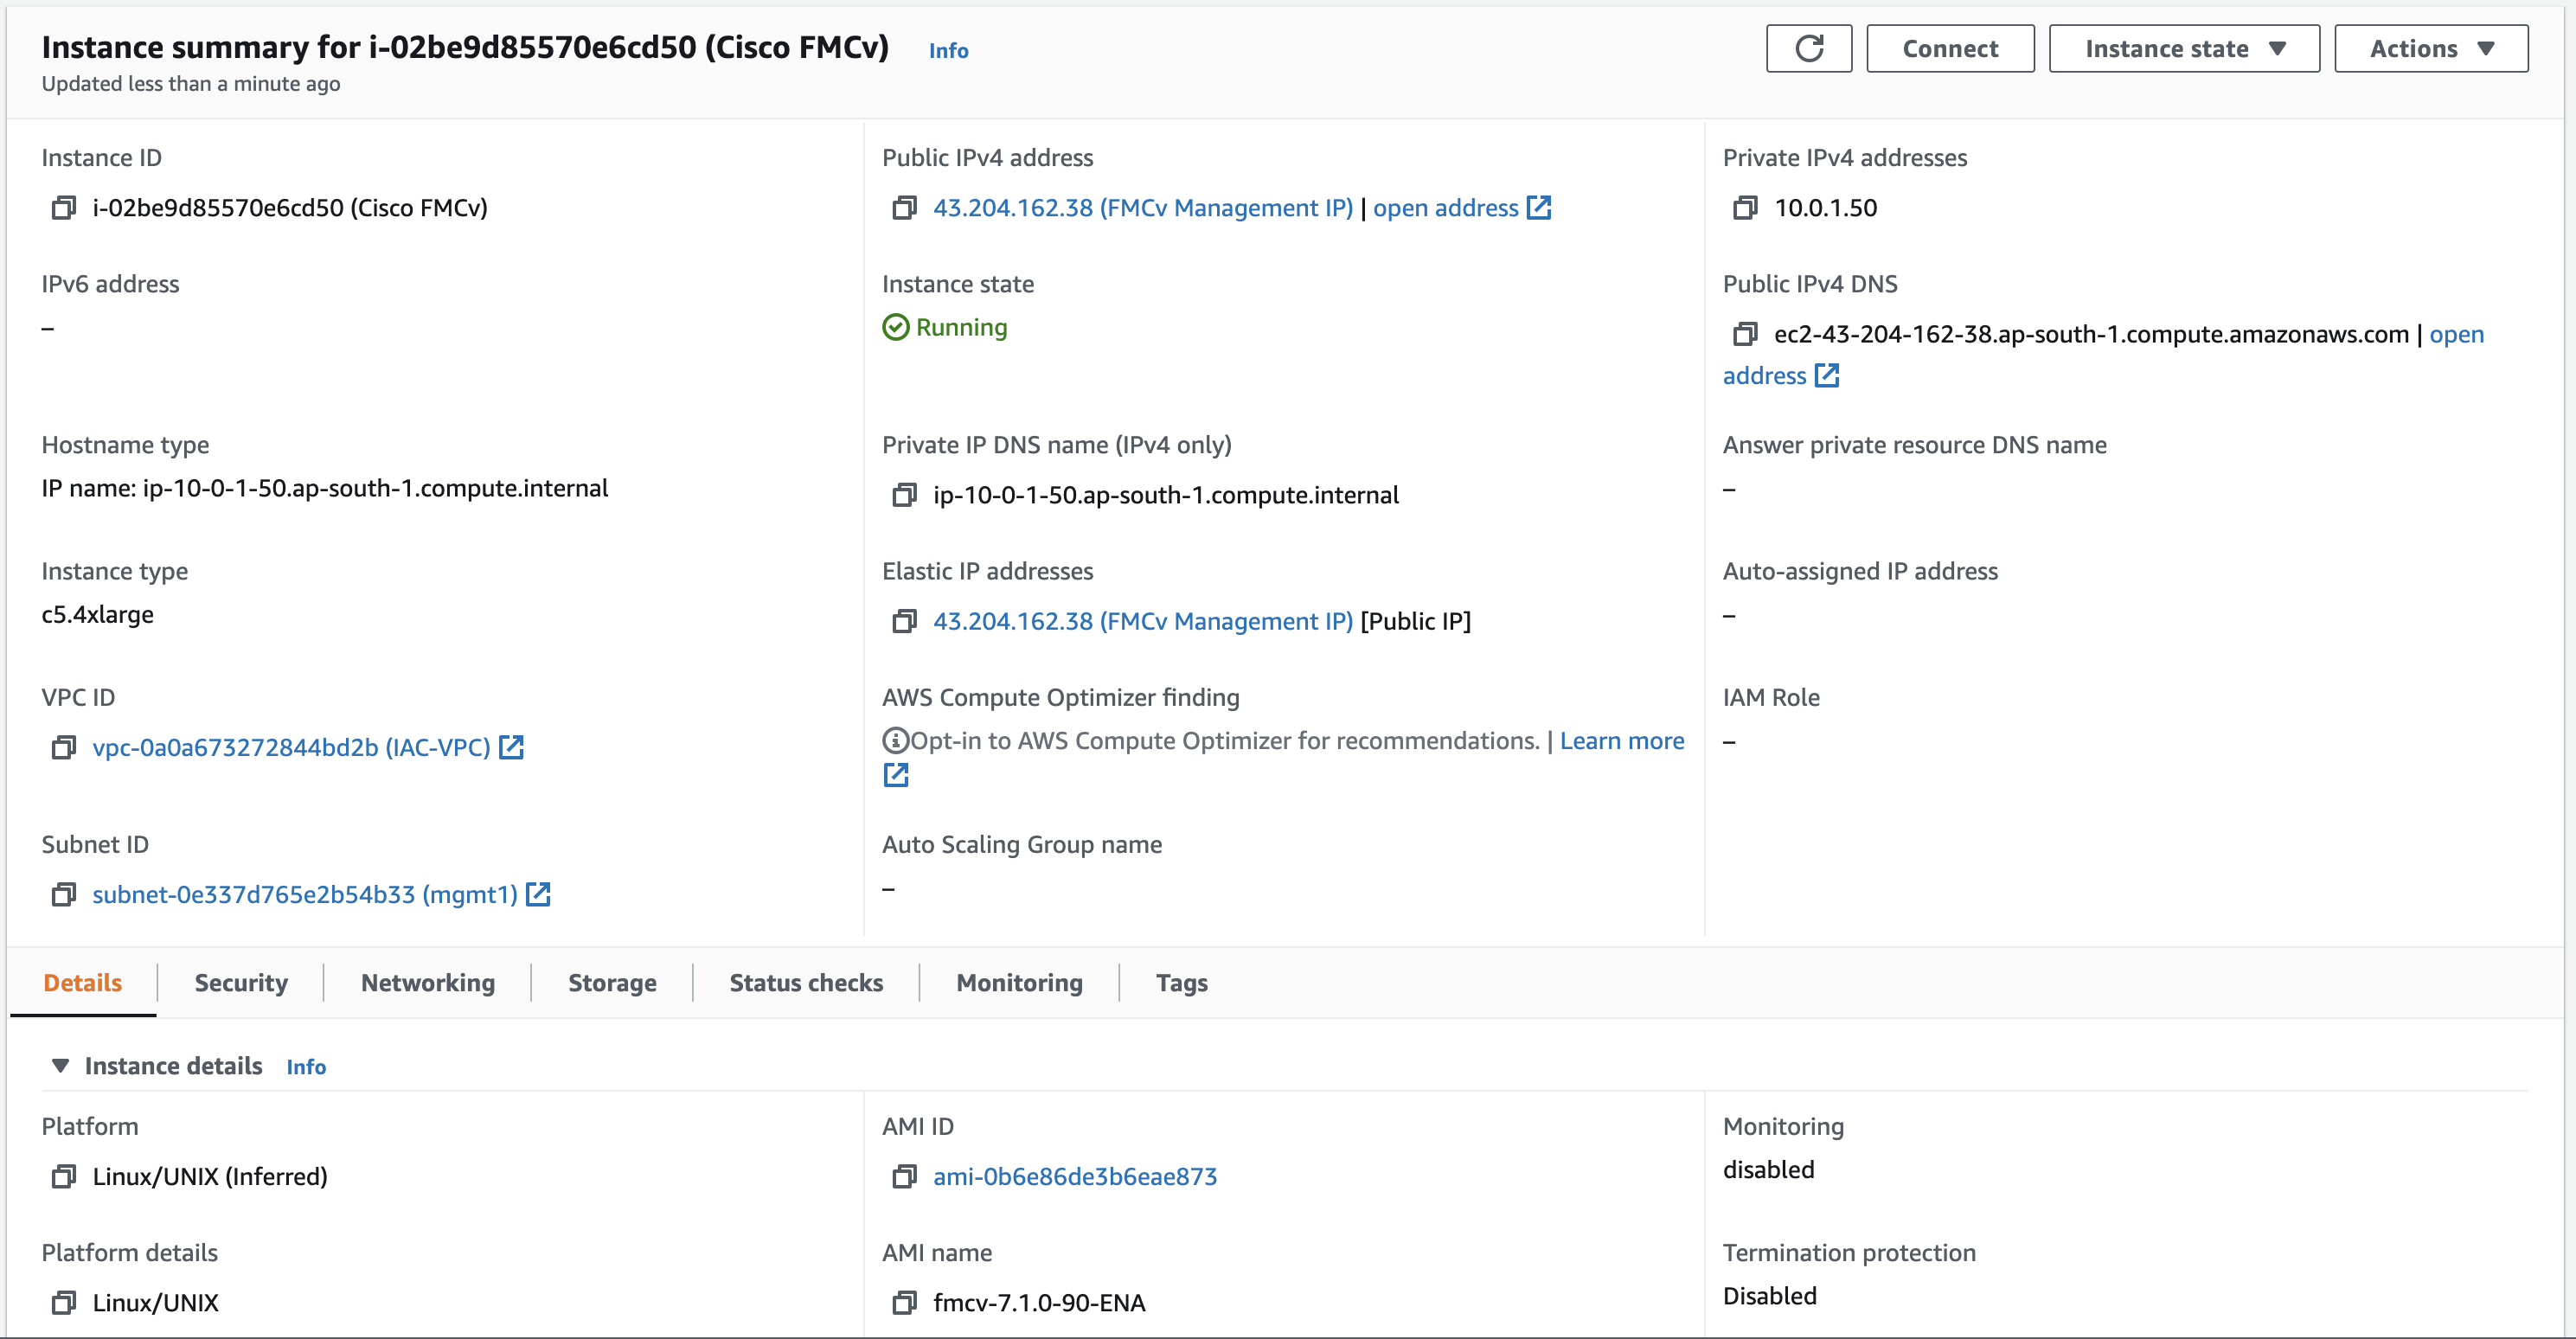 Instance summary for i-02be9d85570e6cd50 (Cisco FMCv) Info
Updated less than a minute ago
Connect
Instance state
Actions
Instance ID
i-02be9d85570e6cd50 (Cisco FMCv)
Public IPv4 address
43.204.162.38 (FMCv Management IP) | open address
Private IPv4 addresses
10.0.1.50
IPv6 address
–
Instance state
Running
Public IPv4 DNS
ec2-43-204-162-38.ap-south-1.compute.amazonaws.com | open
address
Hostname type
IP name: ip-10-0-1-50.ap-south-1.compute.internal
Private IP DNS name (IPv4 only)
ip-10-0-1-50.ap-south-1.compute.internal
Answer private resource DNS name
–
Instance type
c5.4xlarge
Elastic IP addresses
43.204.162.38 (FMCv Management IP) [Public IP]
Auto-assigned IP address
–
VPC ID
vpc-0a0a673272844bd2b (IAC-VPC)
AWS Compute Optimizer finding
Opt-in to AWS Compute Optimizer for recommendations. | Learn more
IAM Role
–
Subnet ID
subnet-0e337d765e2b54b33 (mgmt1)
Auto Scaling Group name
–
Details
Security
Networking
Storage
Status checks
Monitoring
Tags
Instance details Info
Platform
Linux/UNIX (Inferred)
AMI ID
ami-0b6e86de3b6eae873
Monitoring
disabled
Platform details
Linux/UNIX
AMI name
fmcv-7.1.0-90-ENA
Termination protection
Disabled